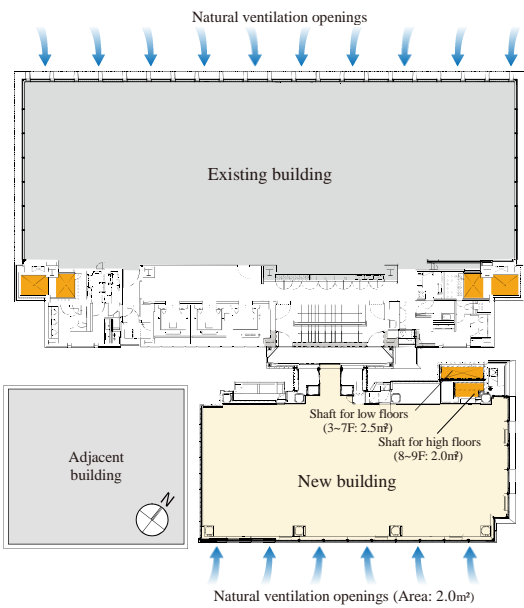 Natural ventilation openings
Existing building
Shaft for low floors
(3~7F: 2.5㎡)
Shaft for high floors
(8~9F: 2.0㎡)
Adjacent
building
N
New building
Natural ventilation openings (Area: 2.0m²)